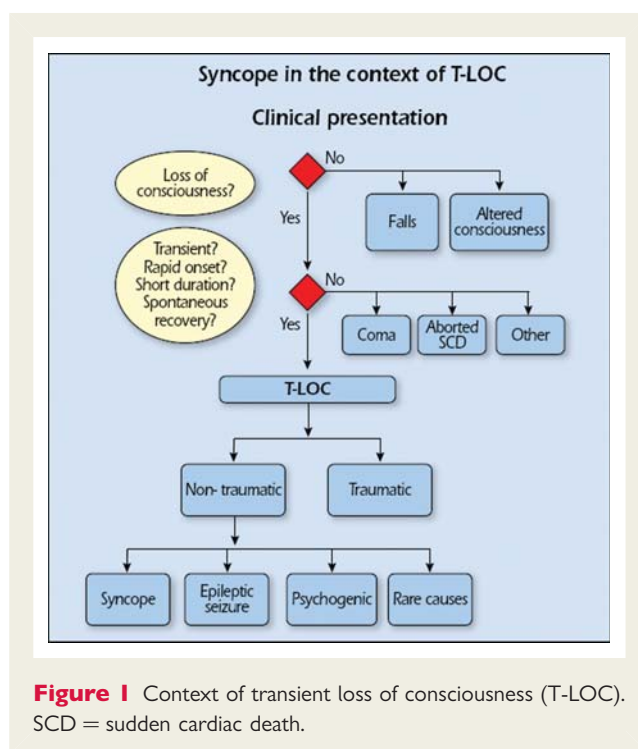 Syncope in the context of T-LOC
Clinical presentation
Loss of
consciousness?
No
Yes
Falls
Altered
consciousness
Transient?
Rapid onset?
Short duration?
Spontaneous
recovery?
No
Yes
Coma
Aborted
SCD
Other
T-LOC
Non- traumatic
Traumatic
Syncope
Epileptic
seizure
Psychogenic
Rare causes
Figure 1 Context of transient loss of consciousness (T-LOC).
SCD = sudden cardiac death.